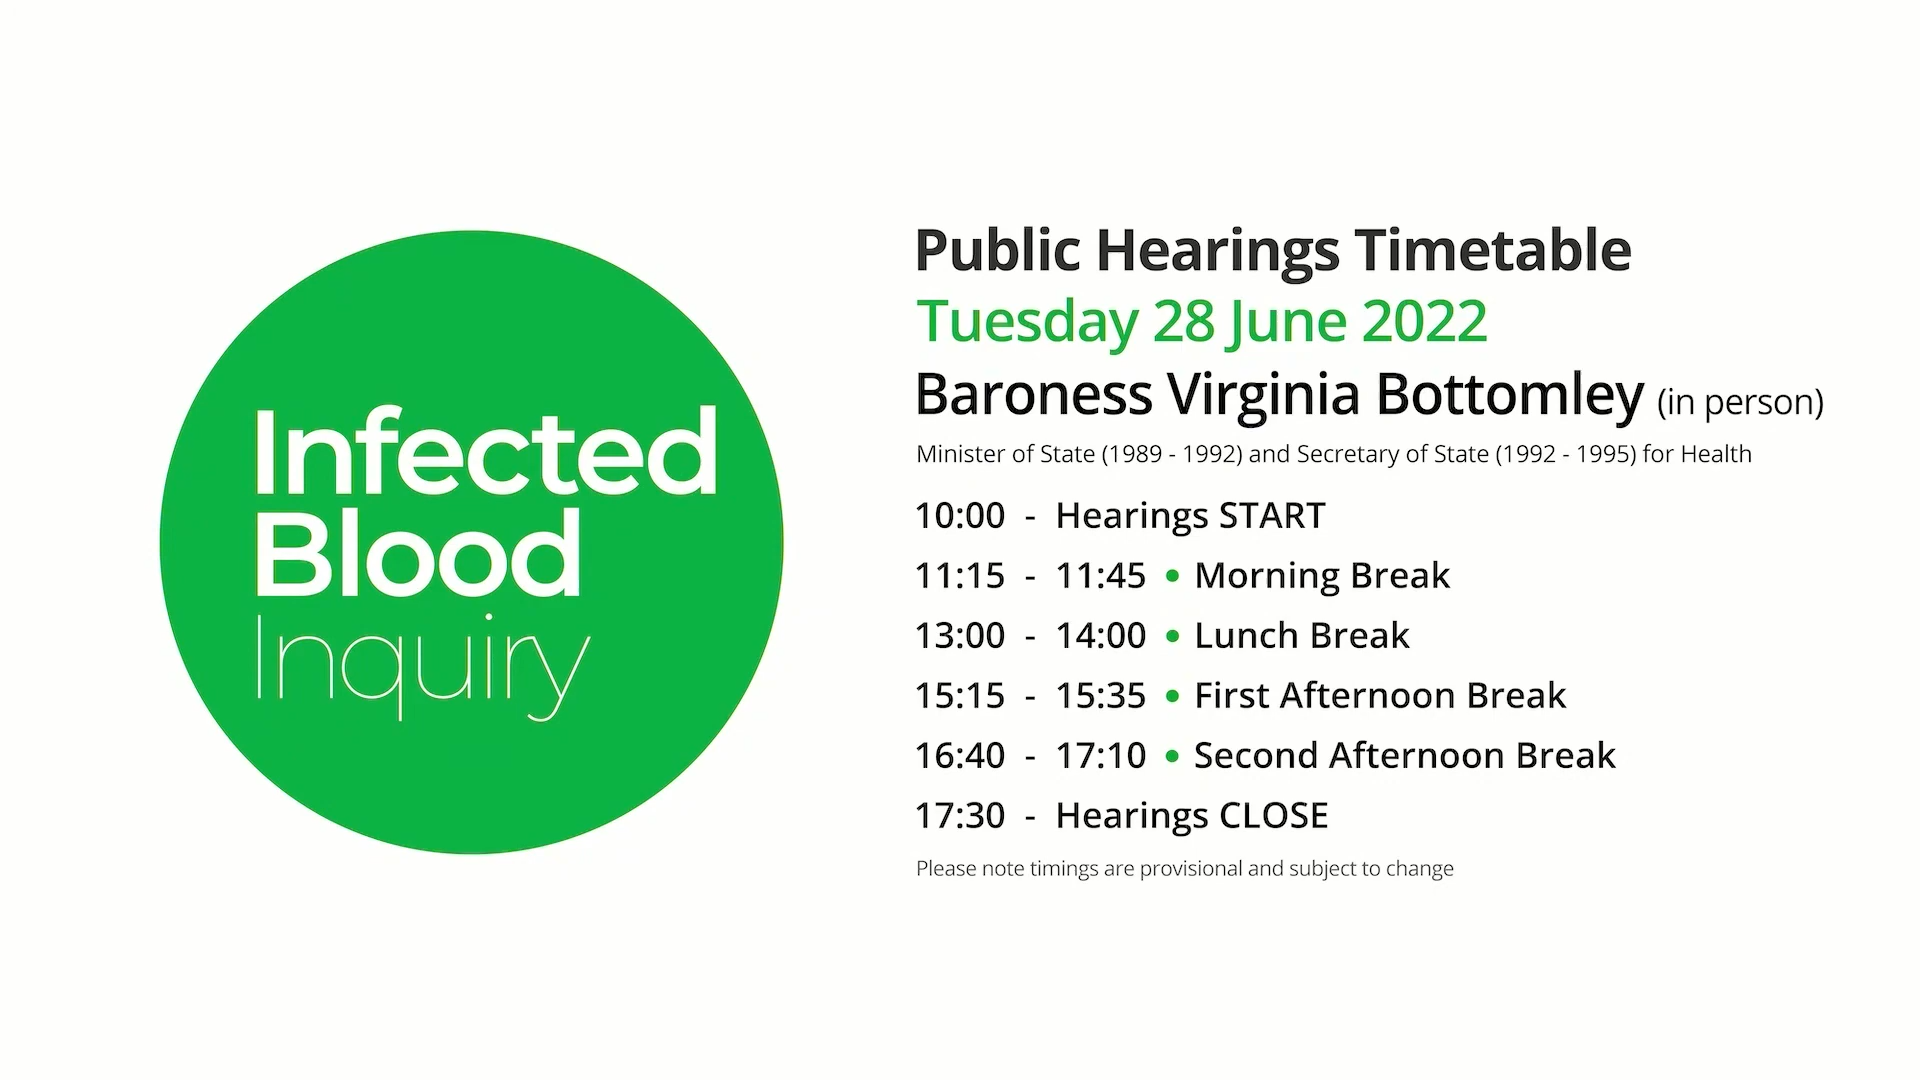 Infected
Blood
Inquiry
Public Hearings Timetable
Tuesday 28 June 2022
Baroness Virginia Bottomley (in person)
Minister of State (1989 - 1992) and Secretary of State (1992 - 1995) for Health
10:00 - Hearings START
11:15 - 11:45 • Morning Break
13:00 - 14:00 • Lunch Break
15:15 - 15:35 • First Afternoon Break
16:40 - 17:10 • Second Afternoon Break
17:30 - Hearings CLOSE
Please note timings are provisional and subject to change